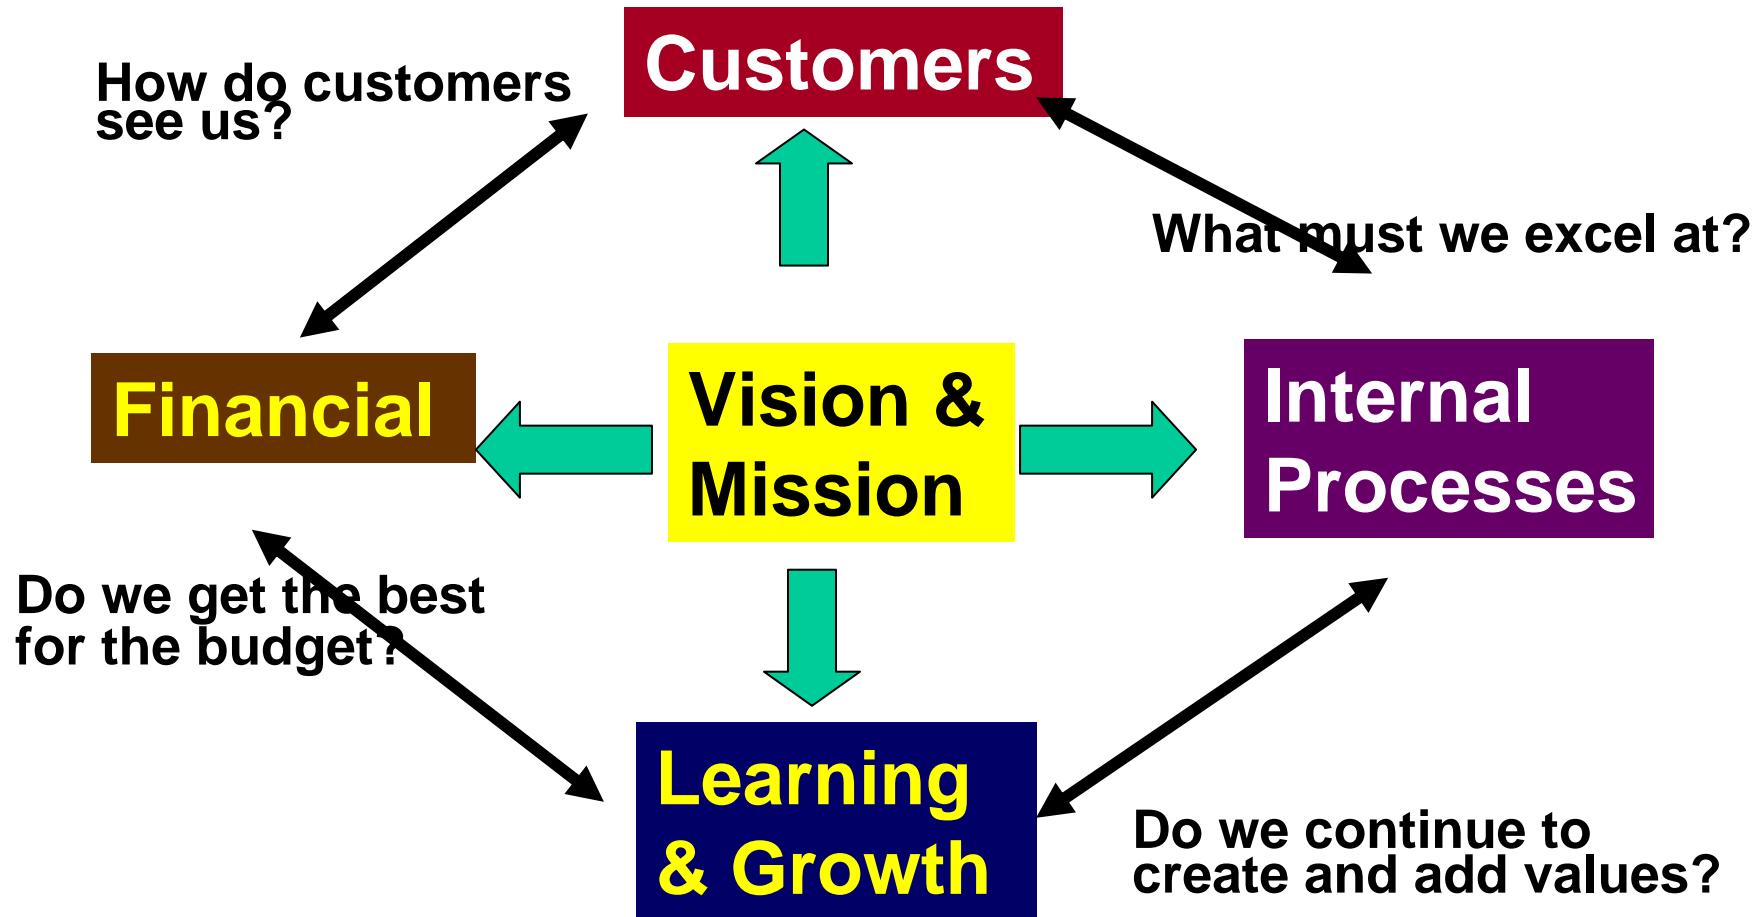 Customers
How do customers
see us?
What must we excel at?
Financial
Vision &
Mission
Internal
Processes
Do we get the best
for the budget?
Learning
& Growth
Do we continue to
create and add values?